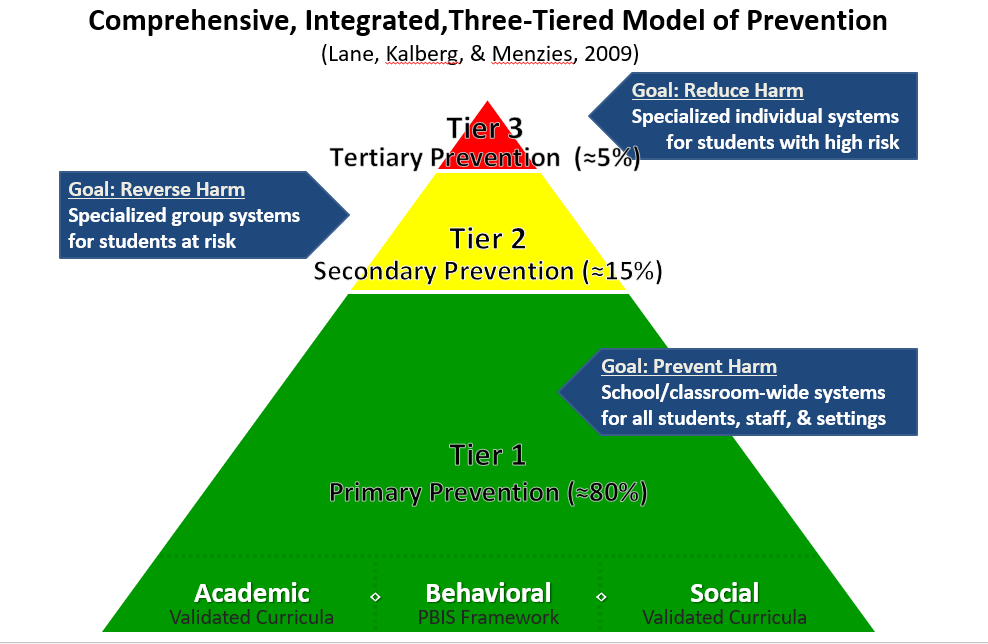 Comprehensive, Integrated,Three-Tiered Model of Prevention
(Lane, Kalberg, & Menzies, 2009)
Goal: Reduce Harm
Specialized individual systems
for students with high risk
Tier 3
Tertiary Prevention (≈5%)
Goal: Reverse Harm
Specialized group systems
for students at risk
Tier 2
Secondary Prevention (≈15%)
Goal: Prevent Harm
School/classroom-wide systems
for all students, staff, & settings
Tier 1
Primary Prevention (≈80%)
Academic ◇ Behavioral ◇ Social
Validated Curricula PBIS Framework Validated Curricula